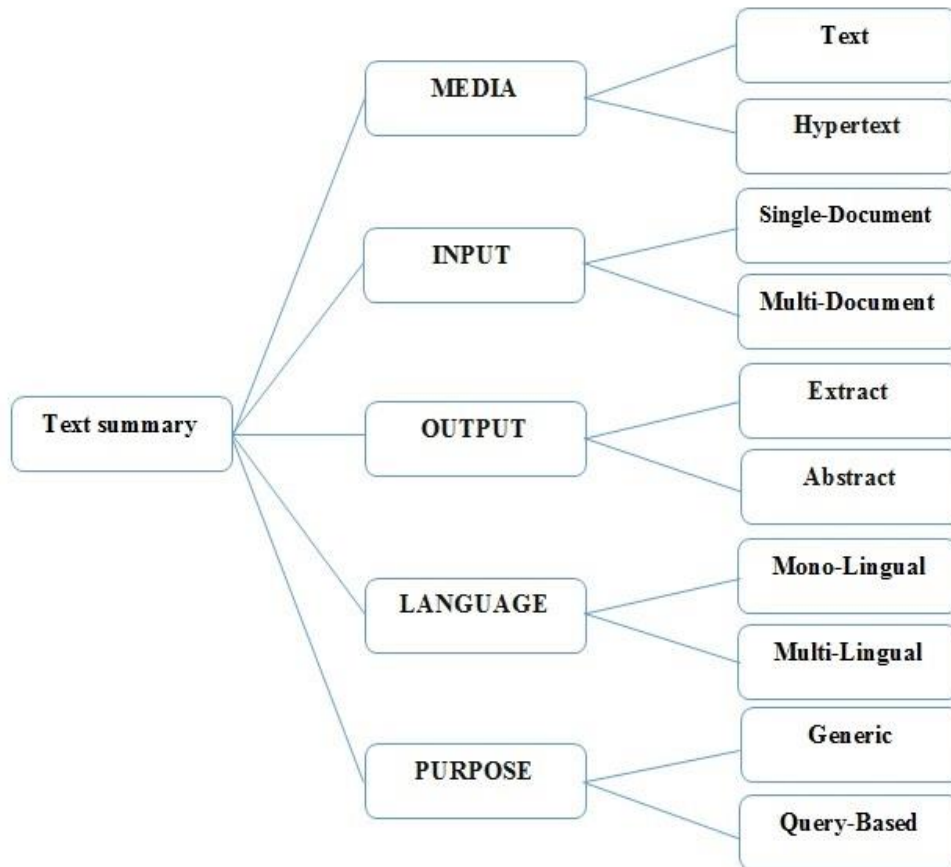 Text summary
MEDIA
Text
Hypertext
INPUT
Single-Document
Multi-Document
OUTPUT
Extract
Abstract
LANGUAGE
Mono-Lingual
Multi-Lingual
PURPOSE
Generic
Query-Based